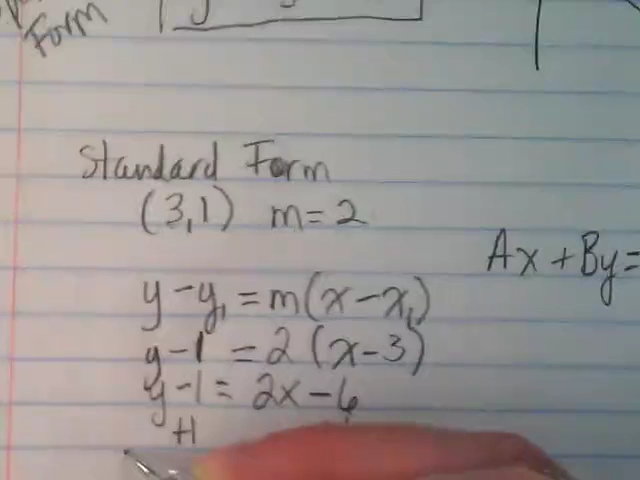 Form
Standard Form
(3,1) m=2
Ax+By=
y-y₁=m(x-x₁)
y-1=2(x-3)
y-1=2x-6
+1